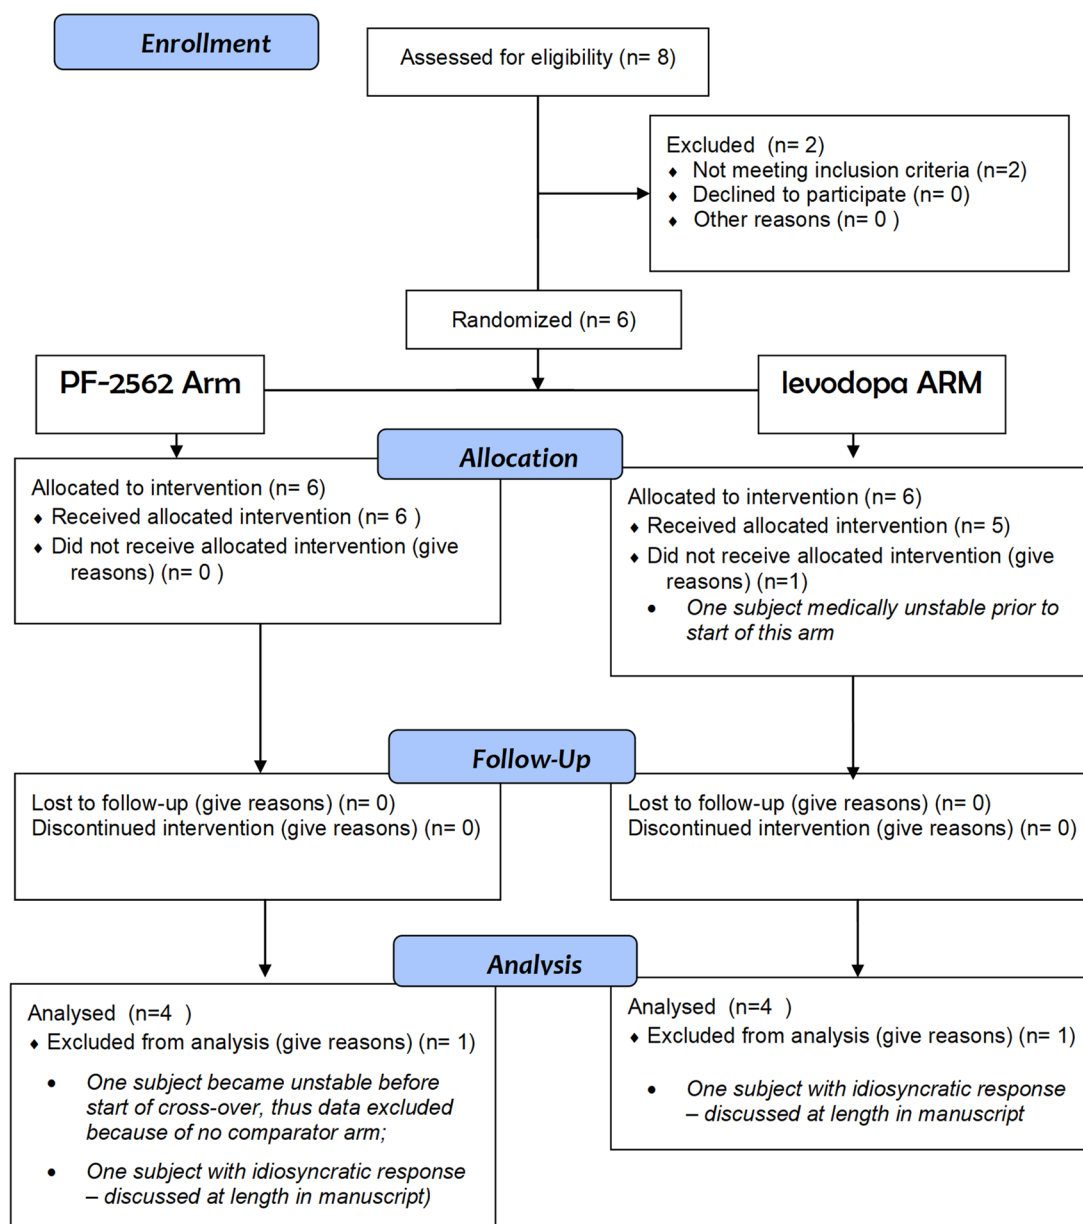 Enrollment
Assessed for eligibility (n= 8)
Excluded  (n= 2)
♦ Not meeting inclusion criteria (n=2)
♦ Declined to participate (n= 0)
♦ Other reasons (n= 0 )
Randomized (n= 6)
PF-2562 Arm
levodopa ARM
Allocation
Allocated to intervention (n= 6)
♦ Received allocated intervention (n= 6 )
♦ Did not receive allocated intervention (give
reasons) (n= 0 )
Allocated to intervention (n= 6)
♦ Received allocated intervention (n= 5)
♦ Did not receive allocated intervention (give
reasons) (n=1)
• One subject medically unstable prior to
start of this arm
Follow-Up
Lost to follow-up (give reasons) (n= 0)
Discontinued intervention (give reasons) (n= 0)
Lost to follow-up (give reasons) (n= 0)
Discontinued intervention (give reasons) (n= 0)
Analysis
Analysed  (n=4  )
♦ Excluded from analysis (give reasons) (n= 1)
• One subject became unstable before
start of cross-over, thus data excluded
because of no comparator arm;
• One subject with idiosyncratic response
– discussed at length in manuscript)
Analysed  (n=4  )
♦ Excluded from analysis (give reasons) (n= 1)
• One subject with idiosyncratic response
– discussed at length in manuscript